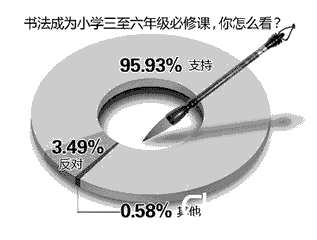 书法成为小学三至六年级必修课，你怎么看？
95.93% 支持
3.49%
反对
0.58% 其他